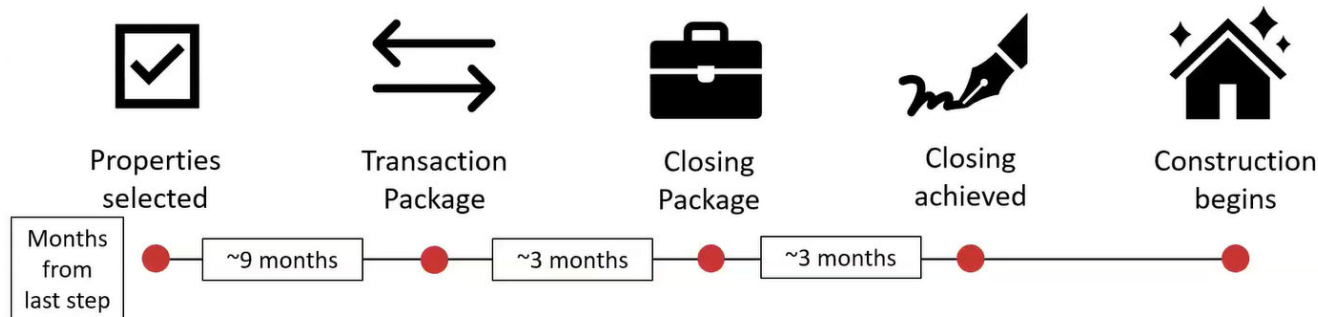 Properties
selected
Transaction
Package
Closing
Package
Closing
achieved
Construction
begins
Months
from
last step
~9 months
~3 months
~3 months